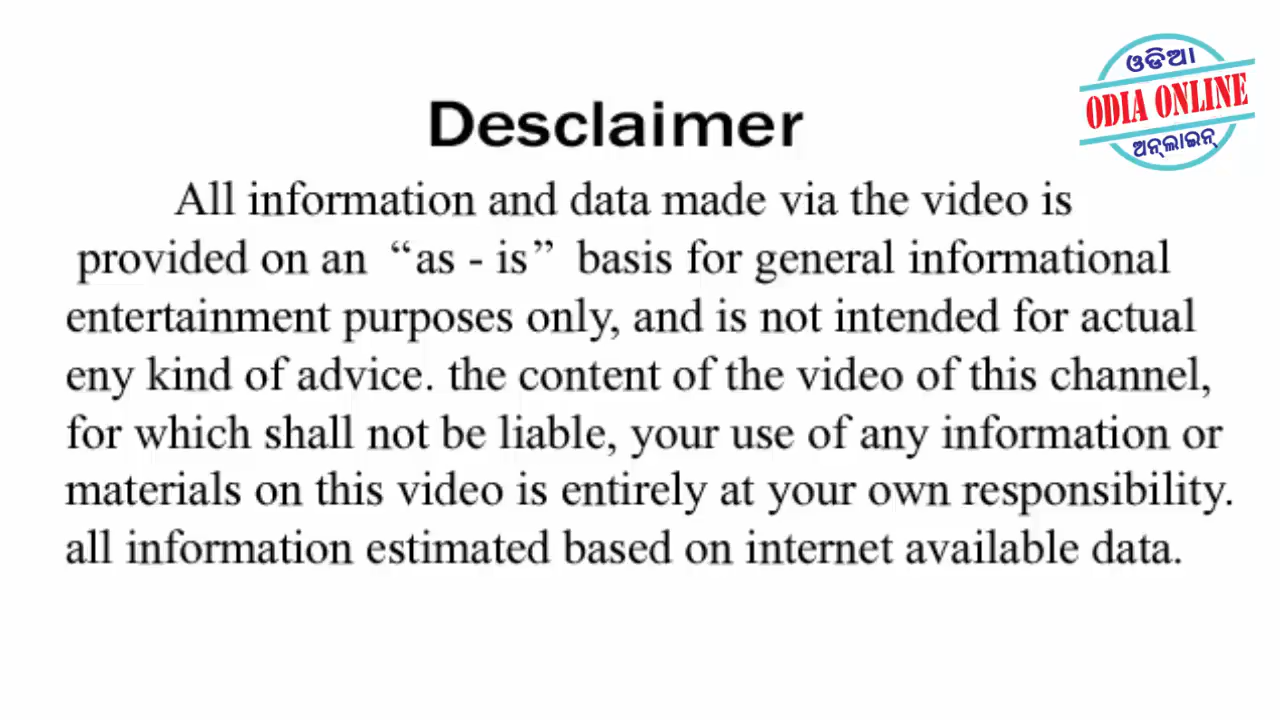 ଓଡିଆ
ODIA ONLINE
ଅନ୍‌ଲାଇନ୍
Desclaimer
All information and data made via the video is
provided on an “as - is” basis for general informational
entertainment purposes only, and is not intended for actual
eny kind of advice. the content of the video of this channel,
for which shall not be liable, your use of any information or
materials on this video is entirely at your own responsibility.
all information estimated based on internet available data.